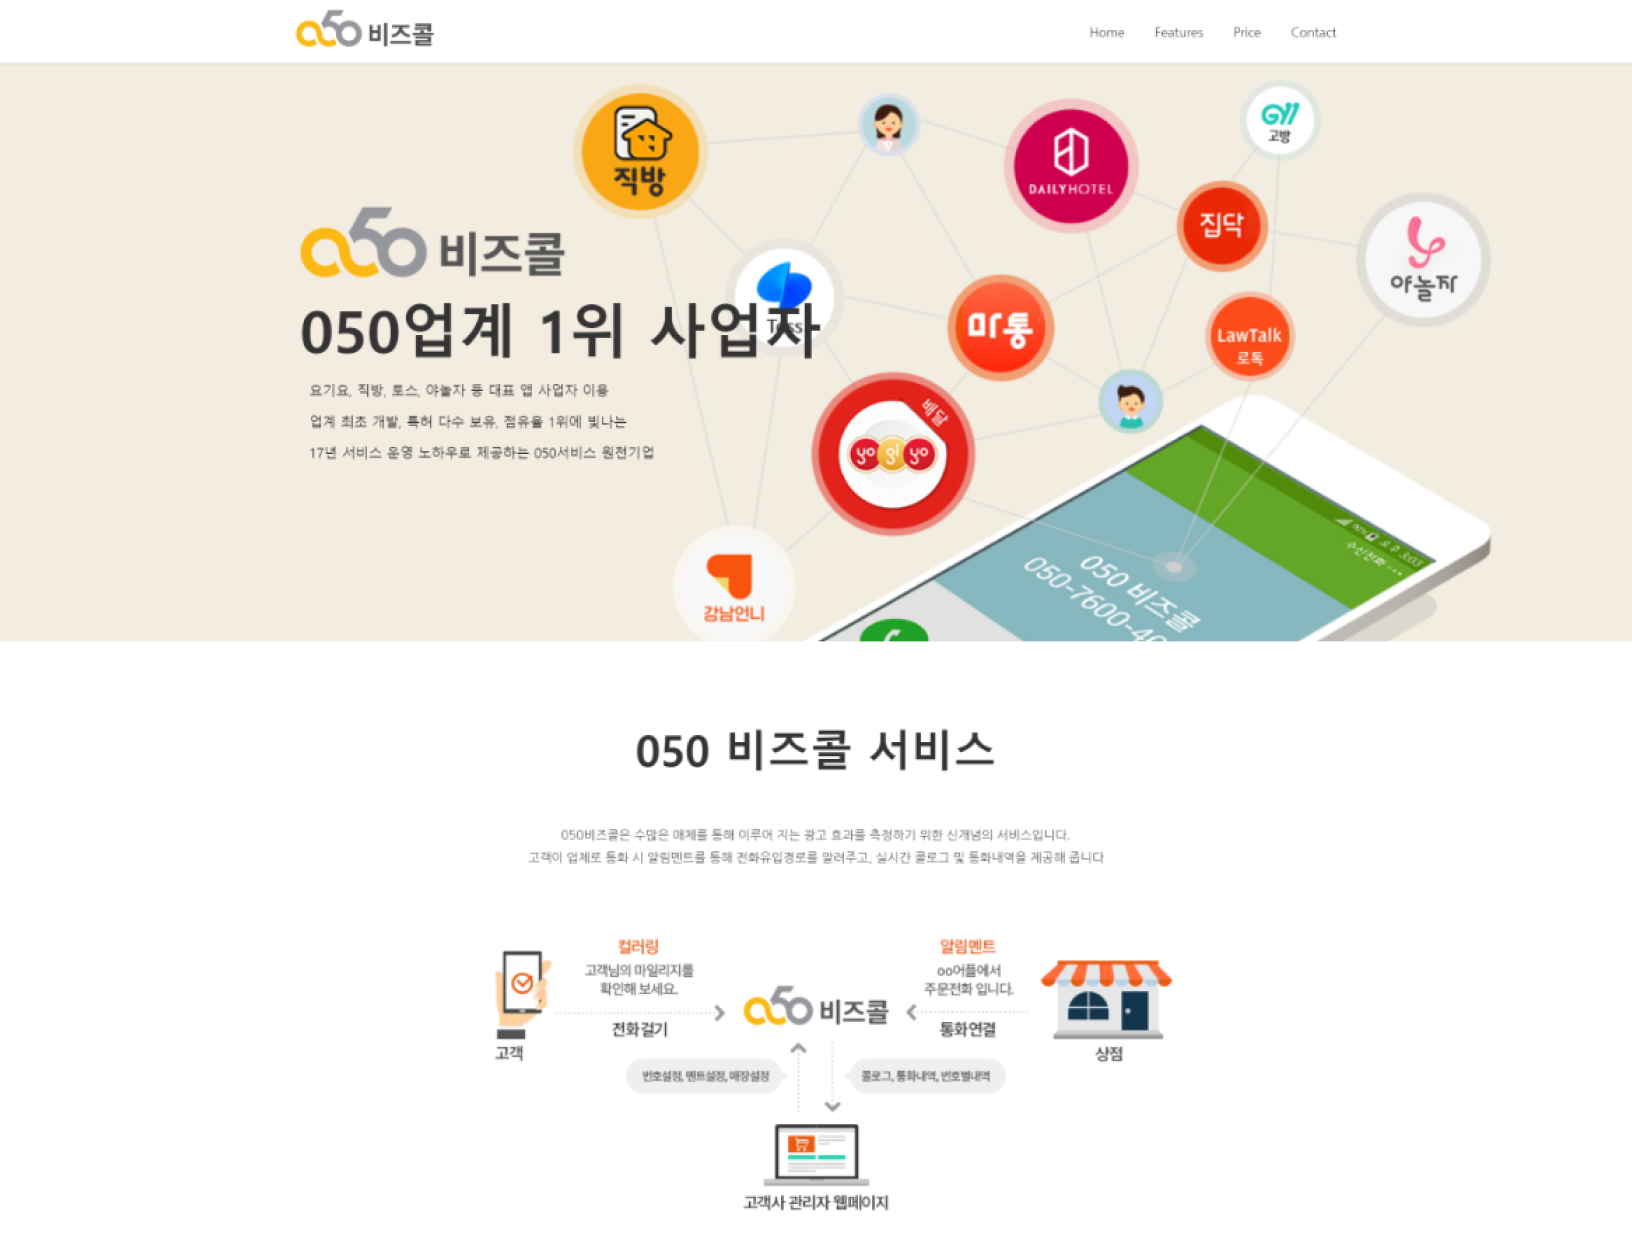 050 비즈콜
Home Features Price Contact
직방
DAILYHOTEL
GM
고방
집닥
야놀자
050 비즈콜
Toss
마통
LawTalk
로톡
050업계 1위 사업자
요기요, 직방, 토스, 야놀자 등 대표 앱 사업자 이용
업계 최초 개발, 특허 다수 보유, 점유율 1위에 빛나는
17년 서비스 운영 노하우로 제공하는 050서비스 원천기업
배달
yo gi yo
강남언니
90% 오후 3:03
수신전화 ...
050 비즈콜
050-7600-40
050 비즈콜 서비스
050비즈콜은 수많은 매체를 통해 이루어 지는 광고 효과를 측정하기 위한 신개념의 서비스입니다.
고객이 업체로 통화 시 알림멘트를 통해 전화유입경로를 알려주고, 실시간 콜로그 및 통화내역을 제공해 줍니다
컬러링
고객님의 마일리지를
확인해 보세요.
전화걸기
고객
050 비즈콜
알림멘트
oo어플에서
주문전화 입니다.
통화연결
상점
번호설정, 멘트설정, 매장설정
콜로그, 통화내역, 번호별내역
고객사 관리자 웹페이지